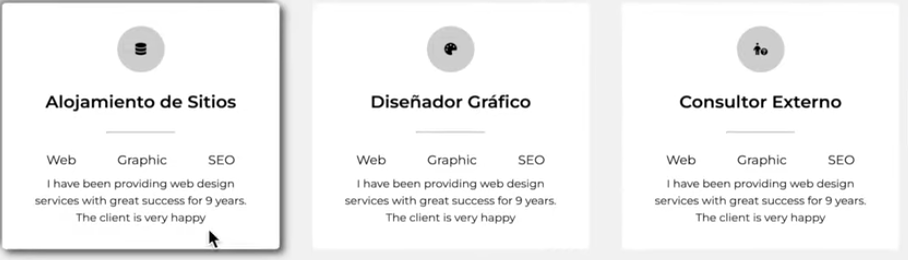 Alojamiento de Sitios
Web Graphic SEO
I have been providing web design
services with great success for 9 years.
The client is very happy
Diseñador Gráfico
Web Graphic SEO
I have been providing web design
services with great success for 9 years.
The client is very happy
Consultor Externo
Web Graphic SEO
I have been providing web design
services with great success for 9 years.
The client is very happy